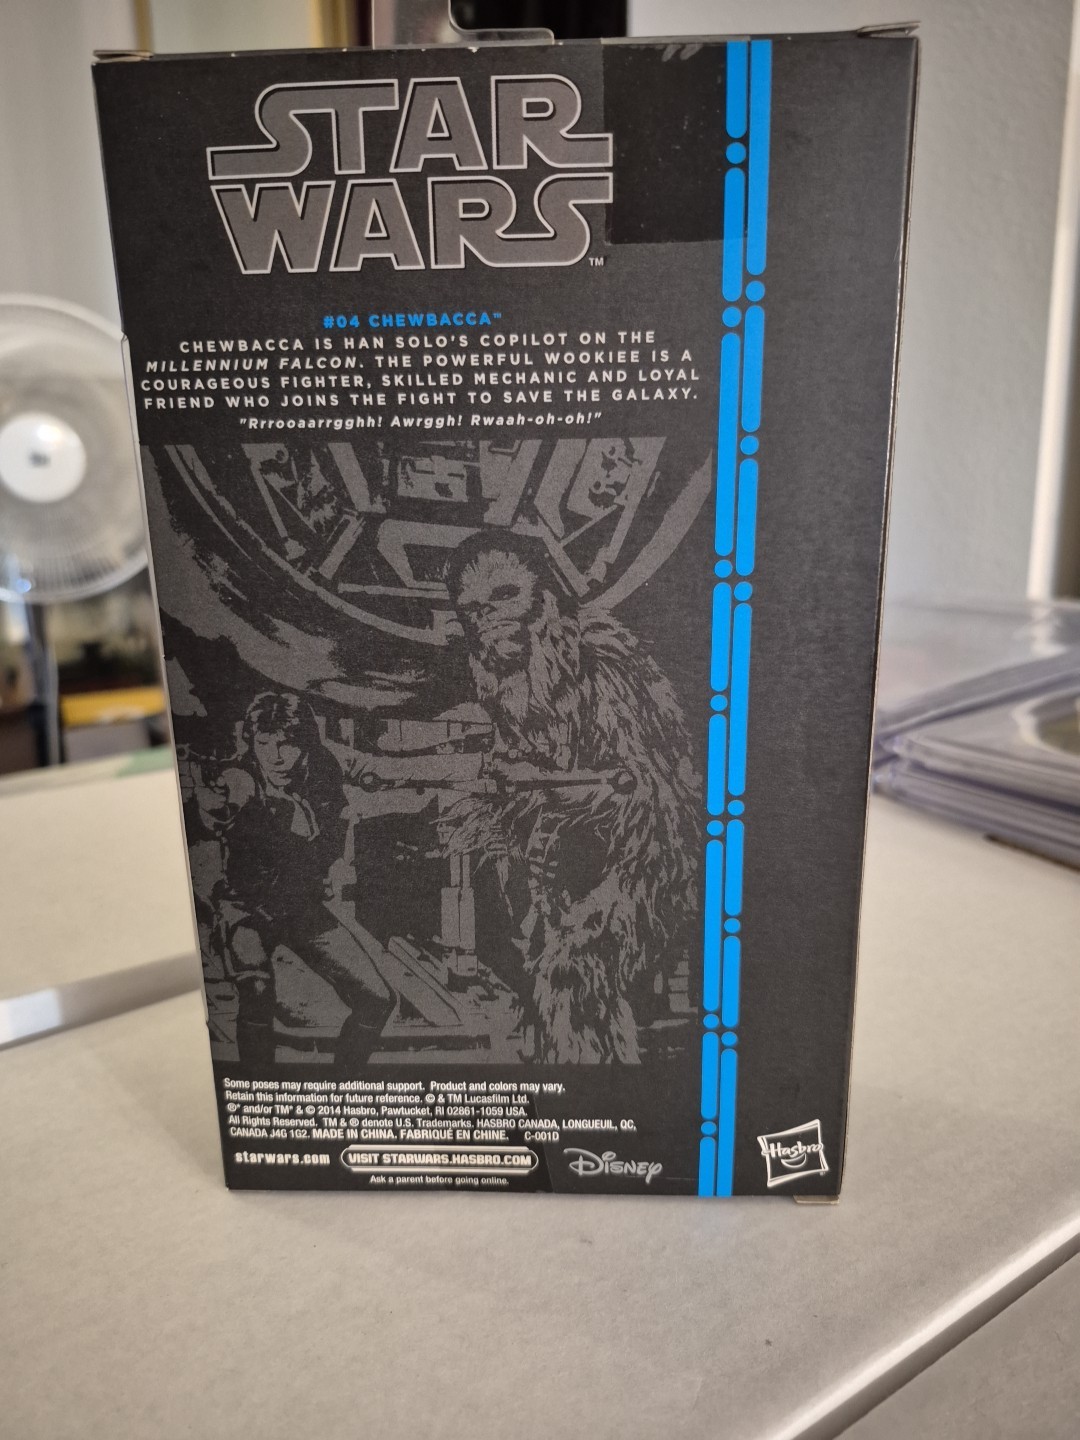 STAR
WARS™
#04 CHEWBACCA™
CHEWBACCA IS HAN SOLO'S COPILOT ON THE
MILLENNIUM FALCON. THE POWERFUL WOOKIEE IS A
COURAGEOUS FIGHTER, SKILLED MECHANIC AND LOYAL
FRIEND WHO JOINS THE FIGHT TO SAVE THE GALAXY.
"Rrrooaarrgghh! Awrggh! Rwaah-oh-oh!"
Some poses may require additional support. Product and colors may vary.
Retain this information for future reference. © & TM Lucasfilm Ltd.
®* and/or TM* & © 2014 Hasbro, Pawtucket, RI 02861-1059 USA.
All Rights Reserved. TM & ® denote U.S. Trademarks. HASBRO CANADA, LONGUEUIL, QC,
CANADA J4G 1G2. MADE IN CHINA. FABRIQUÉ EN CHINE. C-001D
starwars.com VISIT STARWARS.HASBRO.COM Disney Hasbro
Ask a parent before going online.